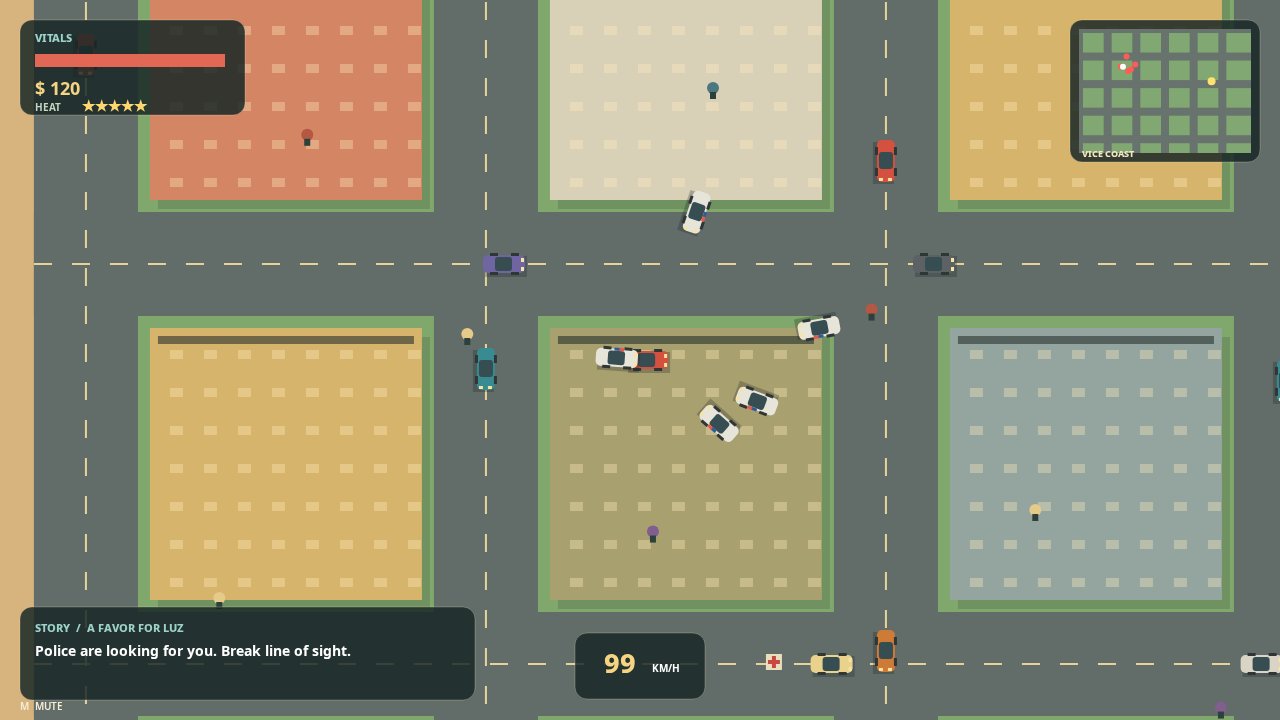 VITALS
$ 120
HEAT ★★★★★
VICE COAST
STORY / A FAVOR FOR LUZ
Police are looking for you. Break line of sight.
99 KM/H
M MUTE